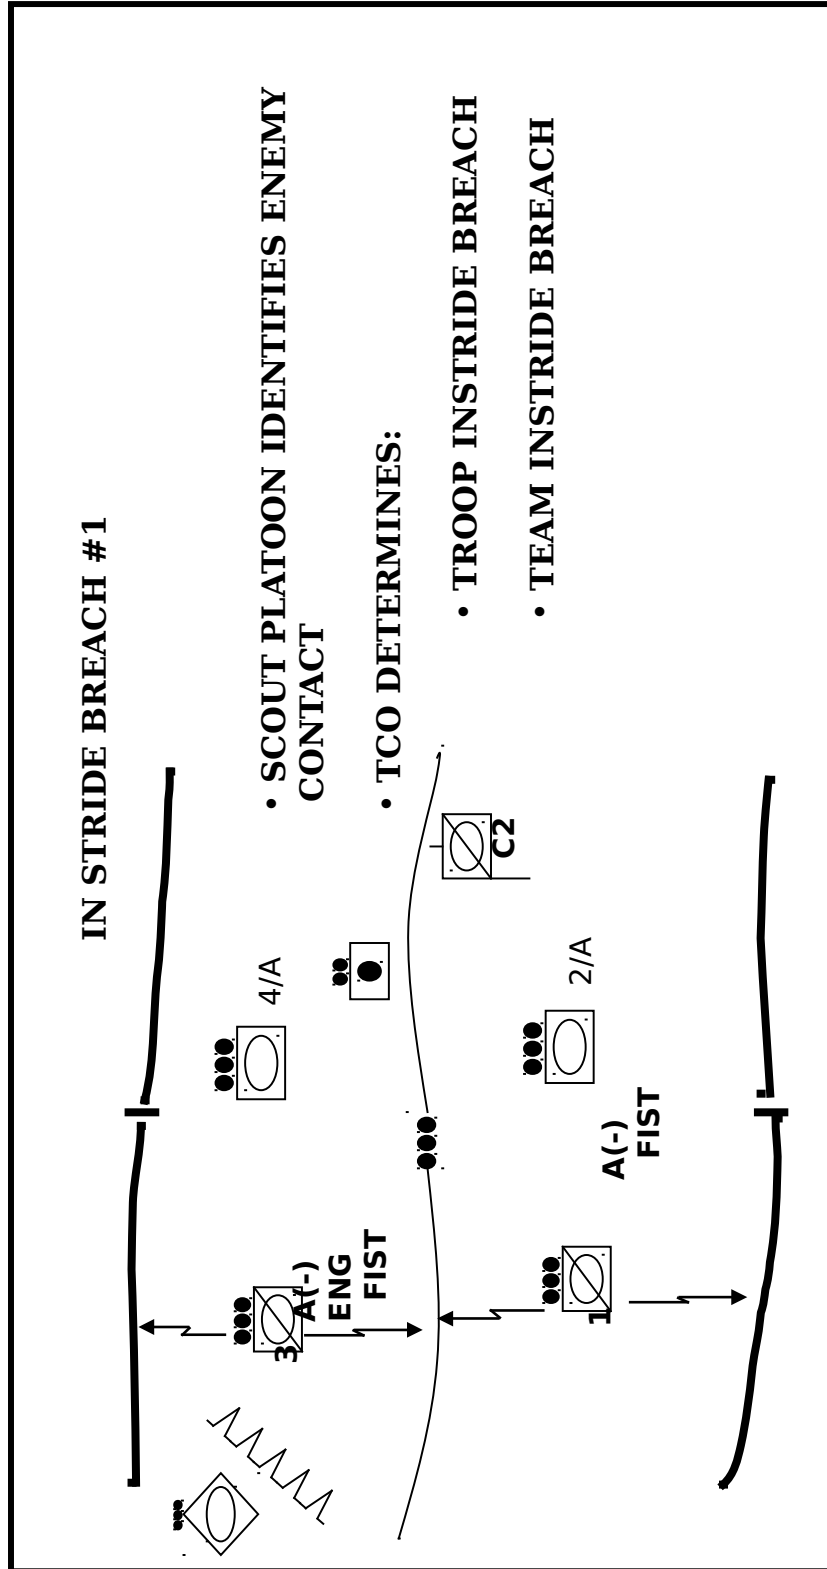 IN STRIDE BREACH #1
• SCOUT PLATOON IDENTIFIES ENEMY
CONTACT
• TCO DETERMINES:
• TROOP INSTRIDE BREACH
• TEAM INSTRIDE BREACH
C2
4/A
2/A
A(-)
FIST
A(-)
ENG
FIST
3
1